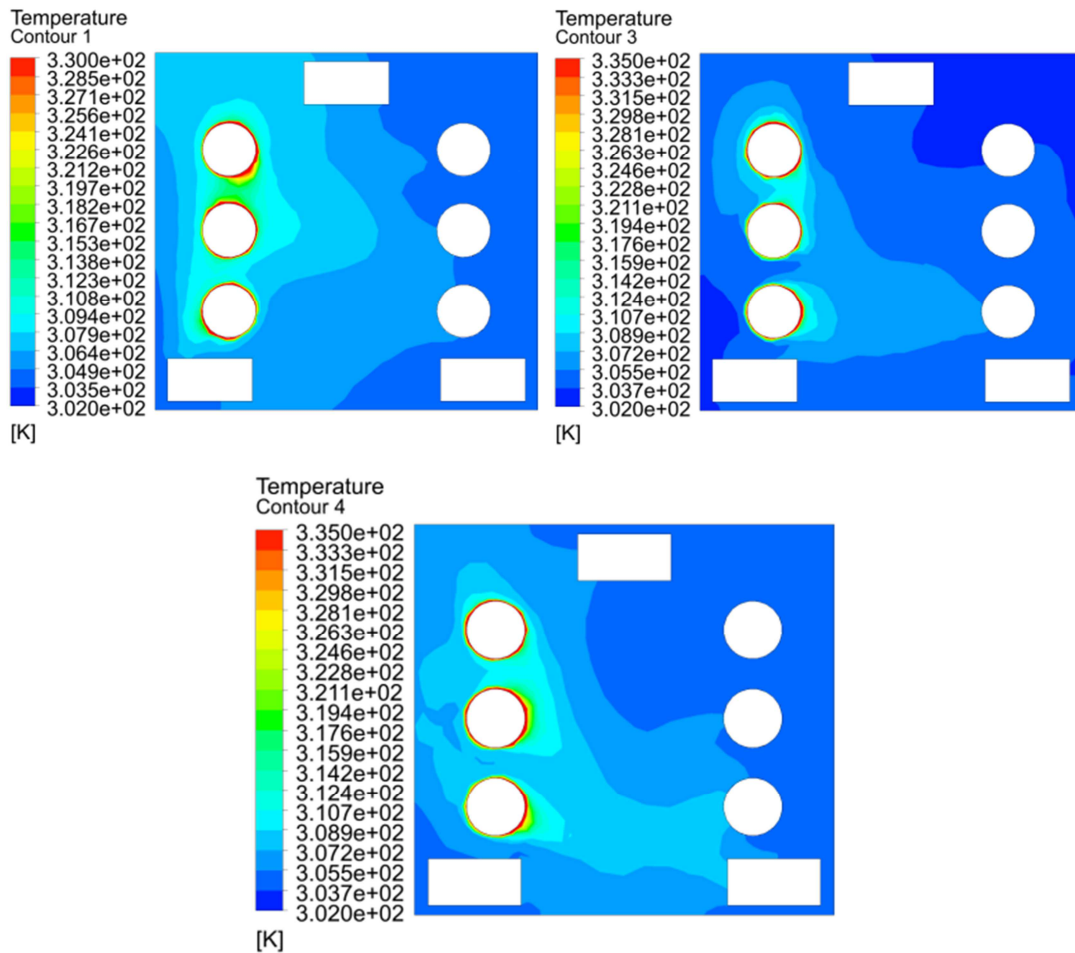 Temperature
Contour 1
3.300e+02
3.285e+02
3.271e+02
3.256e+02
3.241e+02
3.226e+02
3.212e+02
3.197e+02
3.182e+02
3.167e+02
3.153e+02
3.138e+02
3.123e+02
3.108e+02
3.094e+02
3.079e+02
3.064e+02
3.049e+02
3.035e+02
3.020e+02
[K]
Temperature
Contour 3
3.350e+02
3.333e+02
3.315e+02
3.298e+02
3.281e+02
3.263e+02
3.246e+02
3.228e+02
3.211e+02
3.194e+02
3.176e+02
3.159e+02
3.142e+02
3.124e+02
3.107e+02
3.089e+02
3.072e+02
3.055e+02
3.037e+02
3.020e+02
[K]
Temperature
Contour 4
3.350e+02
3.333e+02
3.315e+02
3.298e+02
3.281e+02
3.263e+02
3.246e+02
3.228e+02
3.211e+02
3.194e+02
3.176e+02
3.159e+02
3.142e+02
3.124e+02
3.107e+02
3.089e+02
3.072e+02
3.055e+02
3.037e+02
3.020e+02
[K]